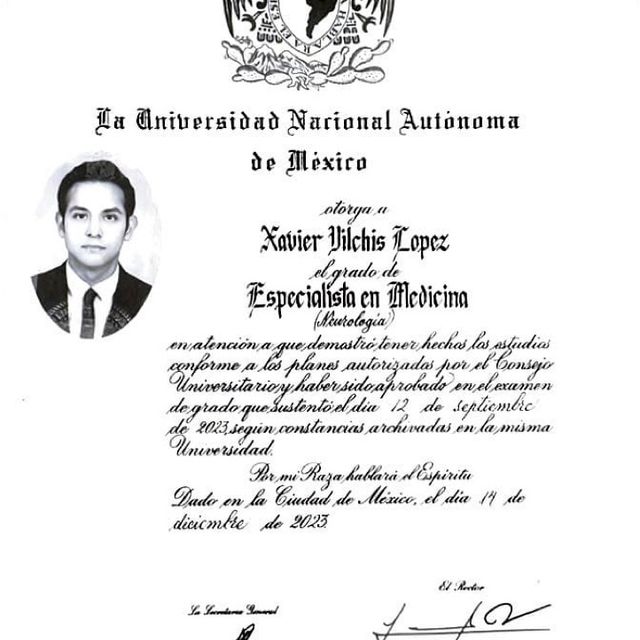 HABLARA EL ES
La Universidad Nacional Autónoma
de México
otorga a
Xavier Vilchis Lopez
el grado de
Especialista en Medicina
(Neurología)
en atención a que demostró tener hechos los estudios
conforme a los planes autorizados por el Consejo
Universitario y haber sido aprobado en el examen
de grado que sustentó el día 12 de septiembre
de 2023, según constancias archivadas en la misma
Universidad.
Por mi Raza hablará el Espíritu
Dado en la Ciudad de México, el día 14 de
diciembre de 2023.
El Rector
La Secretaria General